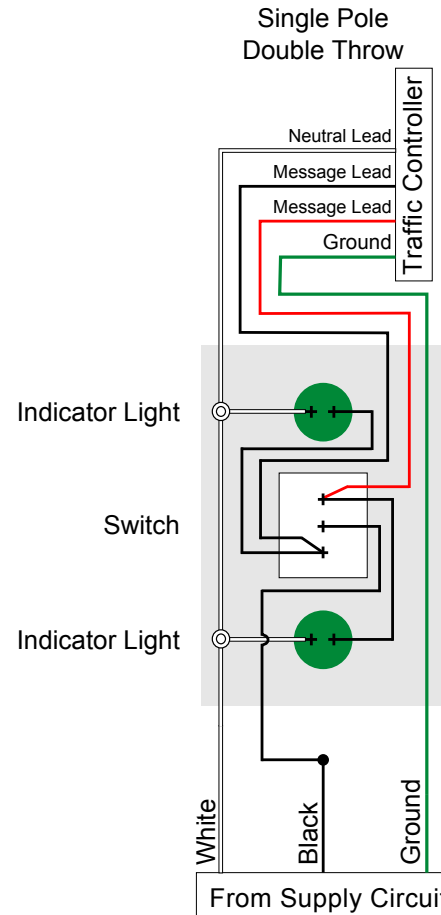 Single Pole
Double Throw
Neutral Lead
Message Lead
Message Lead
Ground
Traffic Controller
Indicator Light
Switch
Indicator Light
White
Black
Ground
From Supply Circuit